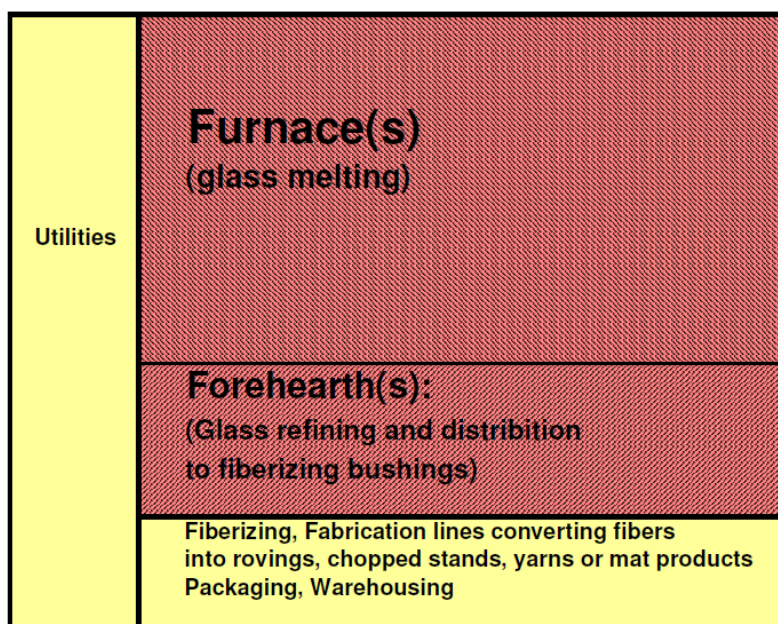 Utilities
Furnace(s)
(glass melting)
Forehearth(s):
(Glass refining and distribition
to fiberizing bushings)
Fiberizing, Fabrication lines converting fibers
into rovings, chopped stands, yarns or mat products
Packaging, Warehousing